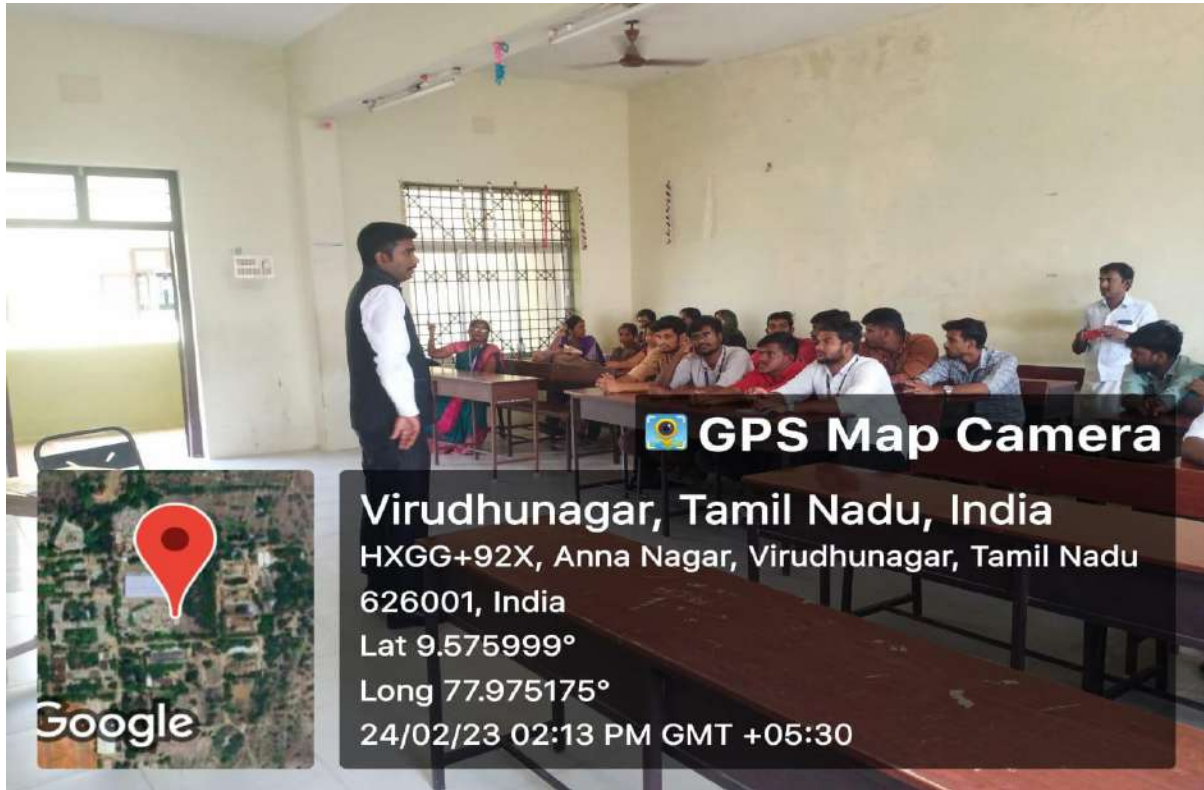 GPS Map Camera
Virudhunagar, Tamil Nadu, India
HXGG+92X, Anna Nagar, Virudhunagar, Tamil Nadu
626001, India
Lat 9.575999°
Long 77.975175°
24/02/23 02:13 PM GMT +05:30
Google